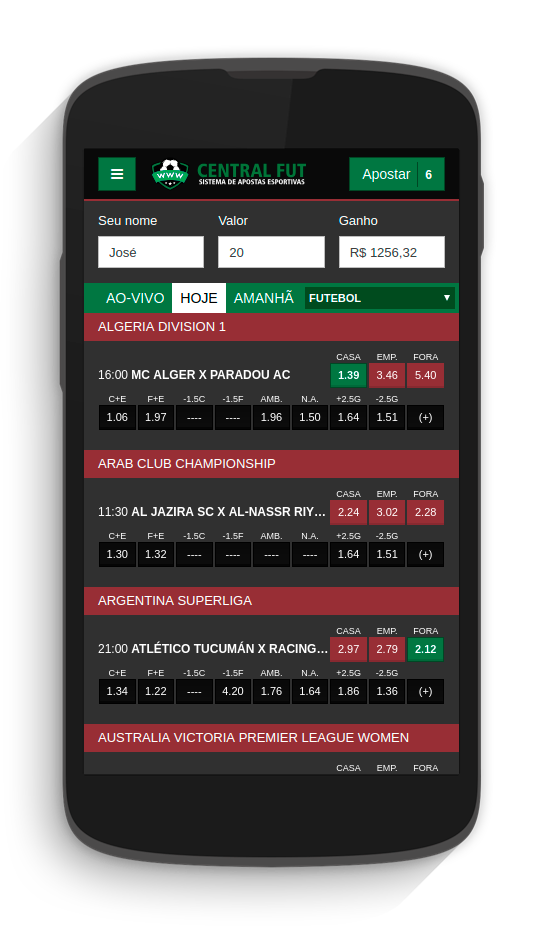 ≡ WWW CENTRAL FUT Apostar 6
SISTEMA DE APOSTAS ESPORTIVAS
Seu nome Valor Ganho
José 20 R$ 1256,32
AO-VIVO HOJE AMANHÃ FUTEBOL ▾
ALGERIA DIVISION 1
CASA EMP. FORA
16:00 MC ALGER X PARADOU AC 1.39 3.46 5.40
C+E F+E -1.5C -1.5F AMB. N.A. +2.5G -2.5G
1.06 1.97 ---- ---- 1.96 1.50 1.64 1.51 (+)
ARAB CLUB CHAMPIONSHIP
CASA EMP. FORA
11:30 AL JAZIRA SC X AL-NASSR RIY... 2.24 3.02 2.28
C+E F+E -1.5C -1.5F AMB. N.A. +2.5G -2.5G
1.30 1.32 ---- ---- ---- ---- 1.64 1.51 (+)
ARGENTINA SUPERLIGA
CASA EMP. FORA
21:00 ATLÉTICO TUCUMÁN X RACING... 2.97 2.79 2.12
C+E F+E -1.5C -1.5F AMB. N.A. +2.5G -2.5G
1.34 1.22 ---- 4.20 1.76 1.64 1.86 1.36 (+)
AUSTRALIA VICTORIA PREMIER LEAGUE WOMEN
CASA EMP. FORA